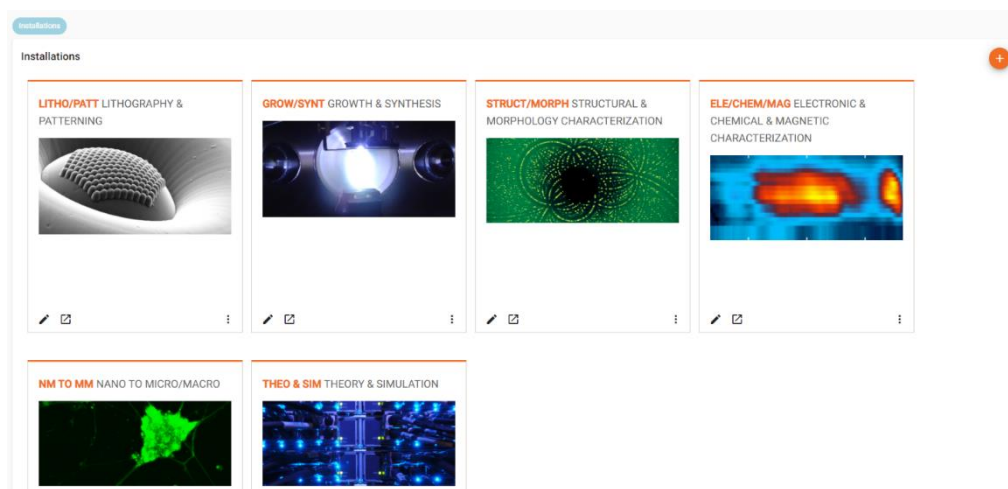 Installations
Installations
+
LITHO/PATT LITHOGRAPHY &
PATTERNING
GROW/SYNT GROWTH & SYNTHESIS
STRUCT/MORPH STRUCTURAL &
MORPHOLOGY CHARACTERIZATION
ELE/CHEM/MAG ELECTRONIC &
CHEMICAL & MAGNETIC
CHARACTERIZATION
NM TO MM NANO TO MICRO/MACRO
THEO & SIM THEORY & SIMULATION